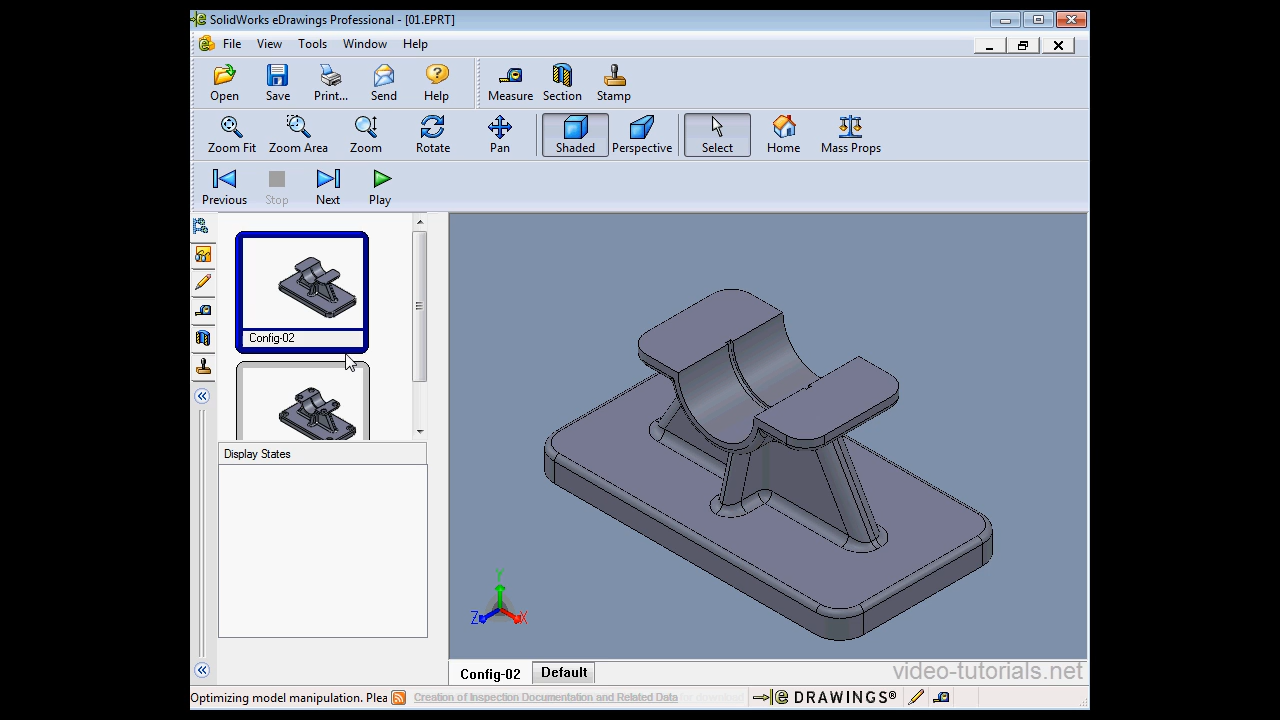 SolidWorks eDrawings Professional - [01.EPRT]
File View Tools Window Help
Open Save Print... Send Help Measure Section Stamp
Zoom Fit Zoom Area Zoom Rotate Pan Shaded Perspective Select Home Mass Props
Previous Stop Next Play
Config-02
Display States
Y
Z X
Config-02 Default
video-tutorials.net
Optimizing model manipulation. Plea Creation of Inspection Documentation and Related Data e DRAWINGS®